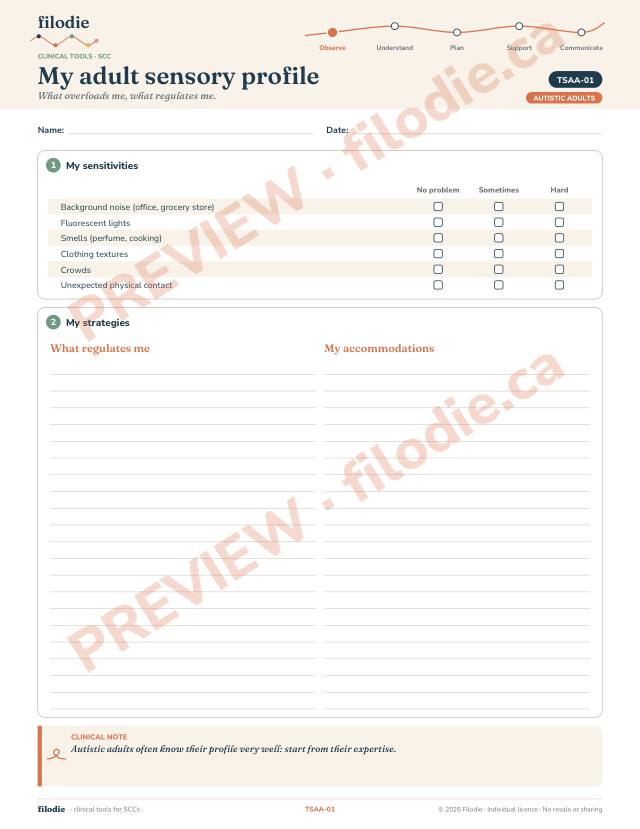 filodie
CLINICAL TOOLS · SCC
Observe Understand Plan Support Communicate
My adult sensory profile
What overloads me, what regulates me.
TSAA-01
AUTISTIC ADULTS
Name: Date:
1 My sensitivities
No problem Sometimes Hard
Background noise (office, grocery store)
Fluorescent lights
Smells (perfume, cooking)
Clothing textures
Crowds
Unexpected physical contact
2 My strategies
What regulates me My accommodations
CLINICAL NOTE
Autistic adults often know their profile very well: start from their expertise.
filodie · clinical tools for SCCs TSAA-01 © 2026 Filodie · Individual licence · No resale or sharing
PREVIEW · filodie.ca
PREVIEW · filodie.ca